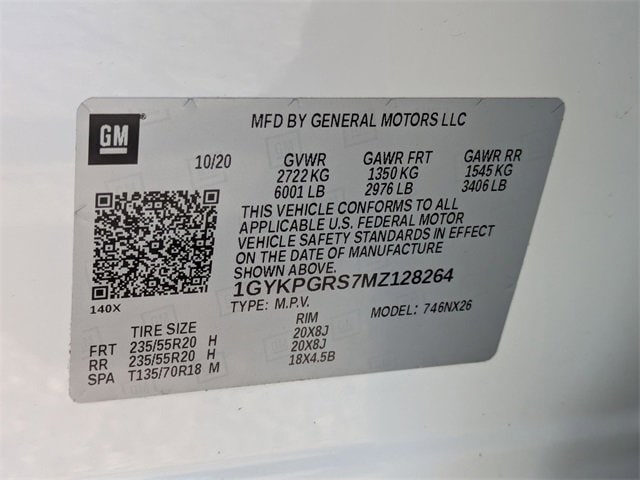 GM
MFD BY GENERAL MOTORS LLC
10/20 GVWR GAWR FRT GAWR RR
2722 KG 1350 KG 1545 KG
6001 LB 2976 LB 3406 LB
THIS VEHICLE CONFORMS TO ALL
APPLICABLE U.S. FEDERAL MOTOR
VEHICLE SAFETY STANDARDS IN EFFECT
ON THE DATE OF MANUFACTURE
SHOWN ABOVE.
1GYKPGRS7MZ128264
140X TYPE: M.P.V. MODEL: 746NX26
TIRE SIZE RIM
FRT 235/55R20 H 20X8J
RR 235/55R20 H 20X8J
SPA T135/70R18 M 18X4.5B